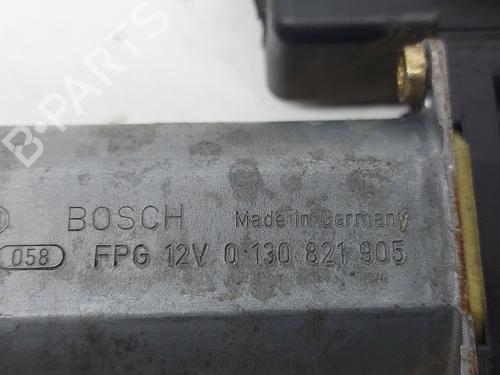 BOSCH Made in Germany
058 FPG 12V 0 130 821 905
B-PARTS